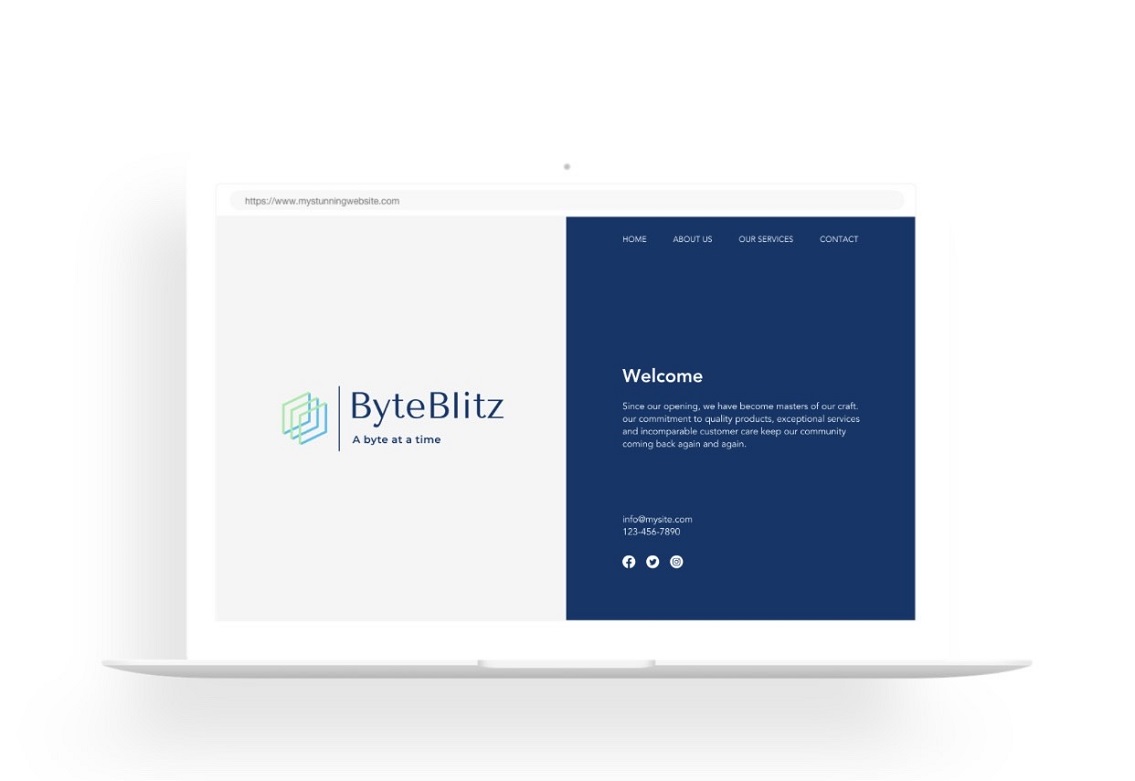 https://www.mystunningwebsite.com
HOME ABOUT US OUR SERVICES CONTACT
ByteBlitz
A byte at a time
Welcome
Since our opening, we have become masters of our craft.
our commitment to quality products, exceptional services
and incomparable customer care keep our community
coming back again and again.
info@mysite.com
123-456-7890